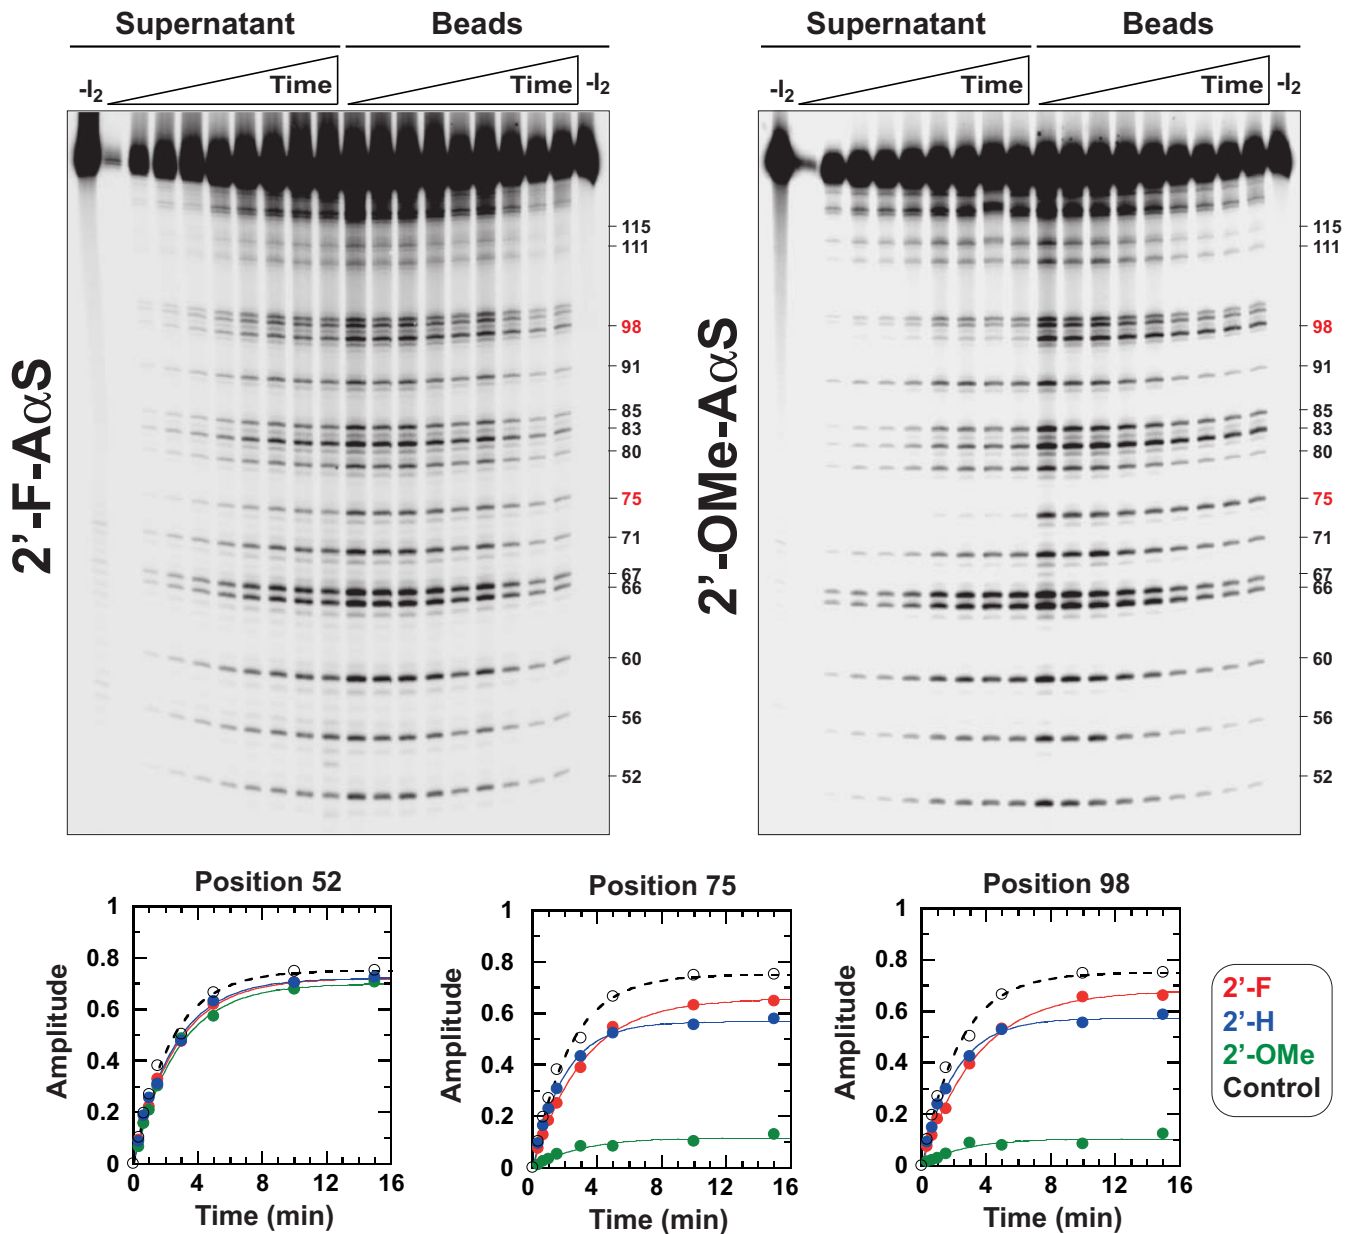 Supernatant Beads
-I2 Time Time -I2
2'-F-AαS
115
111
98
91
85
83
80
75
71
67
66
60
56
52
Supernatant Beads
-I2 Time Time -I2
2'-OMe-AαS
115
111
98
91
85
83
80
75
71
67
66
60
56
52
Position 52
Amplitude
1
0.8
0.6
0.4
0.2
0
0 4 8 12 16
Time (min)
Position 75
Amplitude
1
0.8
0.6
0.4
0.2
0
0 4 8 12 16
Time (min)
Position 98
Amplitude
1
0.8
0.6
0.4
0.2
0
0 4 8 12 16
Time (min)
2'-F
2'-H
2'-OMe
Control